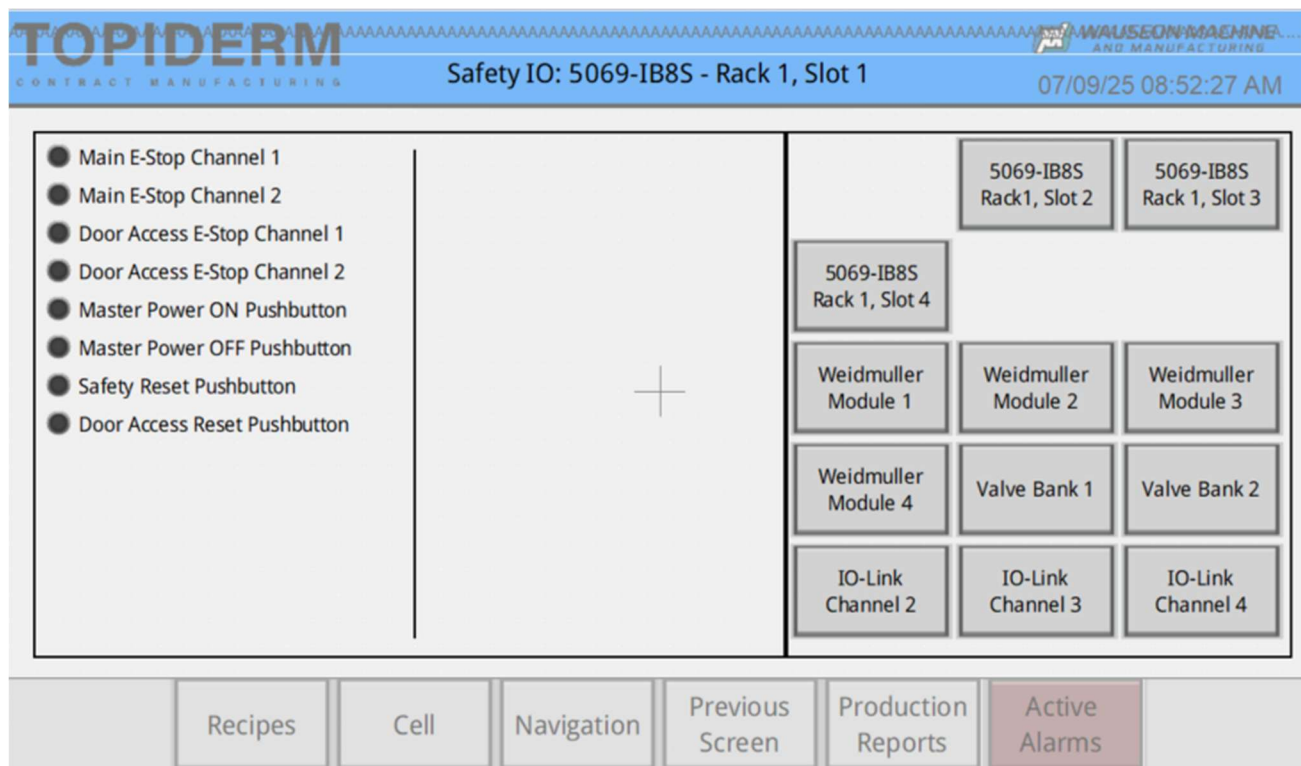 TOPIDERM
CONTRACT MANUFACTURING
WAUSEON MACHINE
AND MANUFACTURING
Safety IO: 5069-IB8S - Rack 1, Slot 1
07/09/25 08:52:27 AM
Main E-Stop Channel 1
Main E-Stop Channel 2
Door Access E-Stop Channel 1
Door Access E-Stop Channel 2
Master Power ON Pushbutton
Master Power OFF Pushbutton
Safety Reset Pushbutton
Door Access Reset Pushbutton
5069-IB8S
Rack1, Slot 2
5069-IB8S
Rack 1, Slot 3
5069-IB8S
Rack 1, Slot 4
Weidmuller
Module 1
Weidmuller
Module 2
Weidmuller
Module 3
Weidmuller
Module 4
Valve Bank 1
Valve Bank 2
IO-Link
Channel 2
IO-Link
Channel 3
IO-Link
Channel 4
Recipes
Cell
Navigation
Previous
Screen
Production
Reports
Active
Alarms